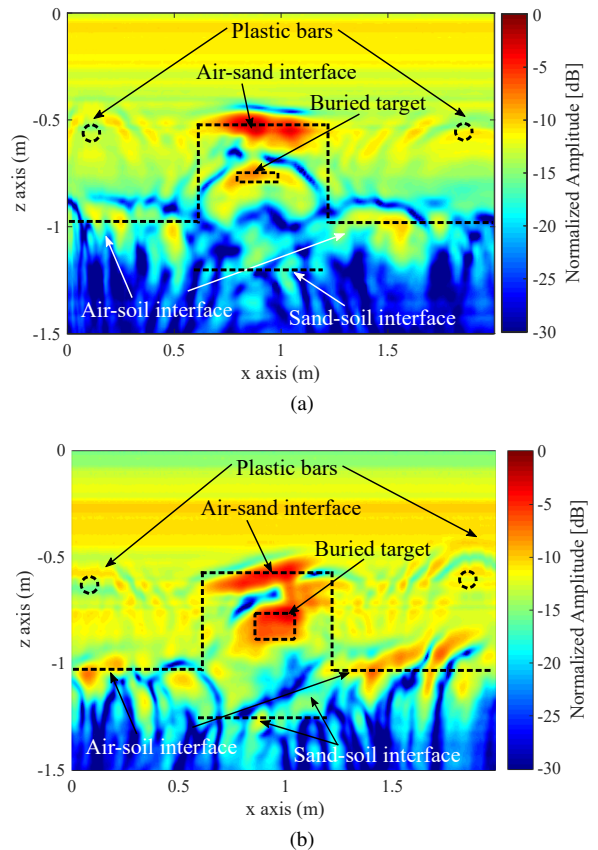 0
Plastic bars
Air-sand interface
Buried target
-0.5
-1
-1.5
z axis (m)
Air-soil interface
Sand-soil interface
0
0.5
1
1.5
x axis (m)
0
-5
-10
-15
-20
-25
-30
Normalized Amplitude [dB]
(a)
0
Plastic bars
Air-sand interface
Buried target
-0.5
-1
-1.5
z axis (m)
Air-soil interface
Sand-soil interface
0
0.5
1
1.5
x axis (m)
0
-5
-10
-15
-20
-25
-30
Normalized Amplitude [dB]
(b)